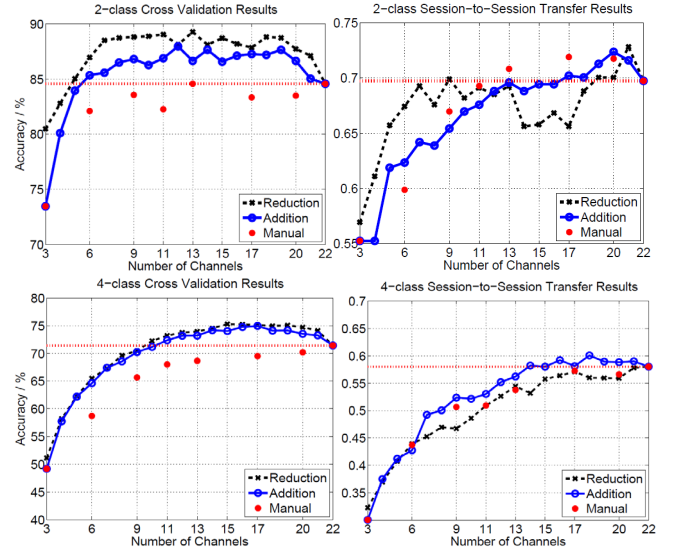 2-class Cross Validation Results
90
85
80
75
70
Accuracy / %
3 6 9 11 13 15 17 20 22
Number of Channels
Reduction
Addition
Manual
2-class Session-to-Session Transfer Results
0.75
0.7
0.65
0.6
0.55
3 6 9 11 13 15 17 20 22
Number of Channels
Reduction
Addition
Manual
4-class Cross Validation Results
80
75
70
65
60
55
50
45
40
Accuracy / %
3 6 9 11 13 15 17 20 22
Number of Channels
Reduction
Addition
Manual
4-class Session-to-Session Transfer Results
0.7
0.6
0.55
0.5
0.45
0.4
0.35
3 6 9 11 13 15 17 20 22
Number of Channels
Reduction
Addition
Manual